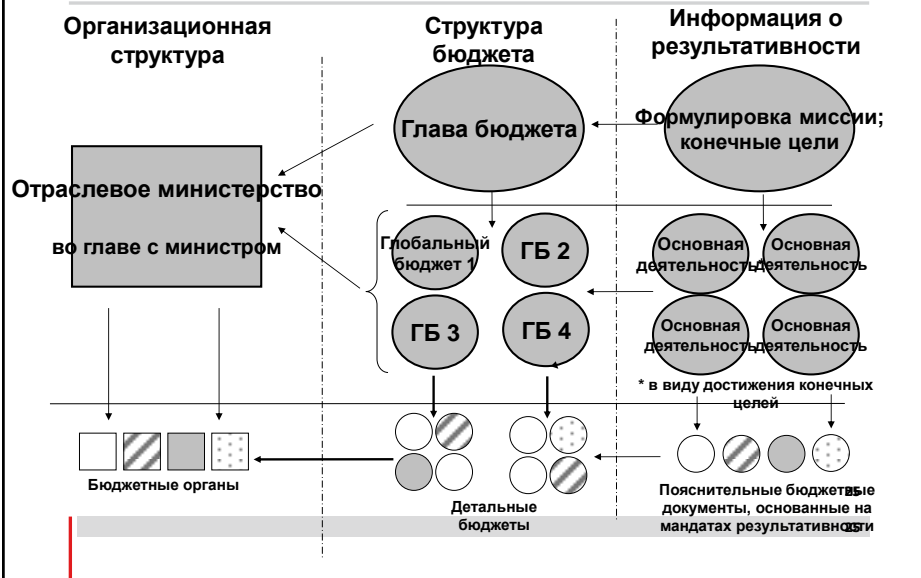 Организационная
структура
Структура
бюджета
Информация о
результативности
Отраслевое министерство
во главе с министром
Глава бюджета
Формулировка миссии;
конечные цели
Глобальный
бюджет 1
ГБ 2
ГБ 3
ГБ 4
Основная
деятельность*
Основная
деятельность
Основная
деятельность
Основная
деятельность
* в виду достижения конечных
целей
Бюджетные органы
Детальные
бюджеты
Пояснительные бюджетные
документы, основанные на
мандатах результативности
25
25